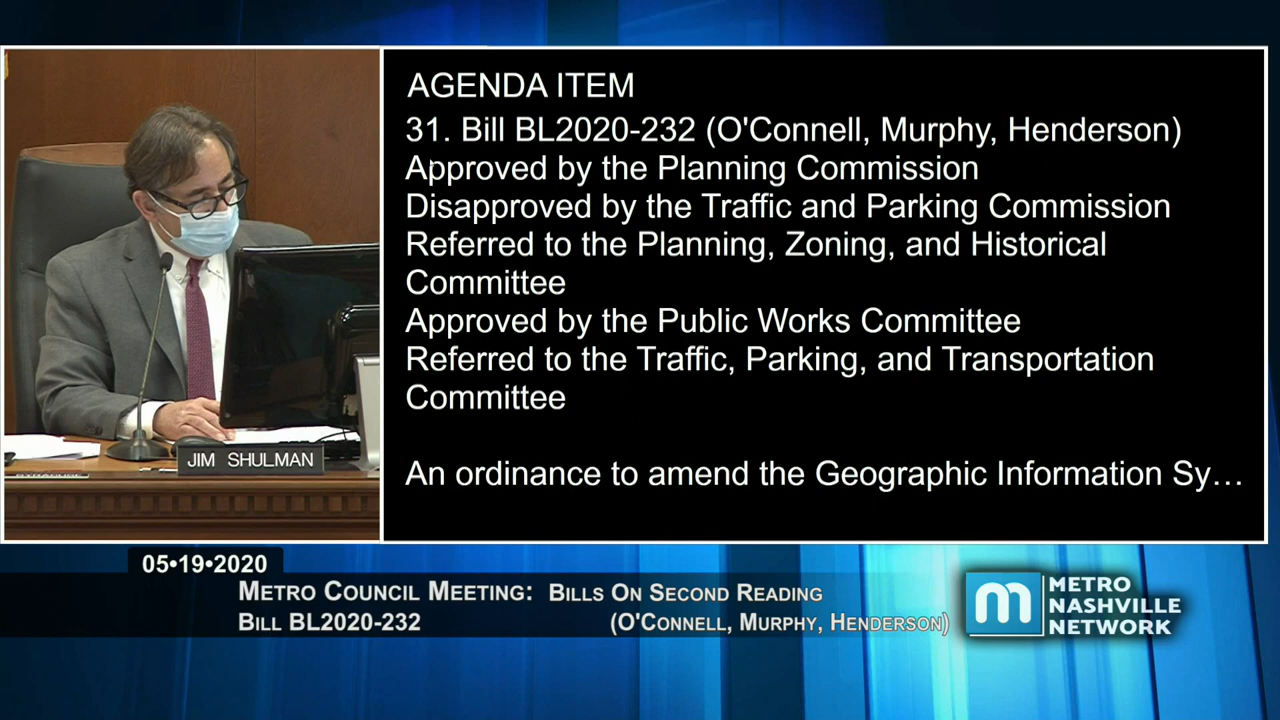 AGENDA ITEM
31. Bill BL2020-232 (O'Connell, Murphy, Henderson)
Approved by the Planning Commission
Disapproved by the Traffic and Parking Commission
Referred to the Planning, Zoning, and Historical
Committee
Approved by the Public Works Committee
Referred to the Traffic, Parking, and Transportation
Committee
An ordinance to amend the Geographic Information Sy...
JIM SHULMAN
05•19•2020
METRO COUNCIL MEETING: BILLS ON SECOND READING
BILL BL2020-232 (O'CONNELL, MURPHY, HENDERSON)
m METRO
NASHVILLE
NETWORK